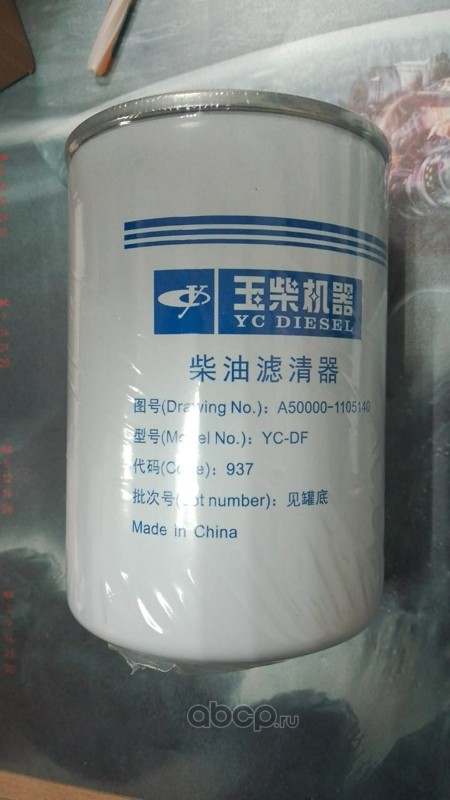 玉柴机器
YC DIESEL
柴油滤清器
图号(Drawing No.): A50000-1105140
型号(Model No.): YC-DF
代码(Code): 937
批次号(Lot number): 见罐底
Made In China
abcp.ru